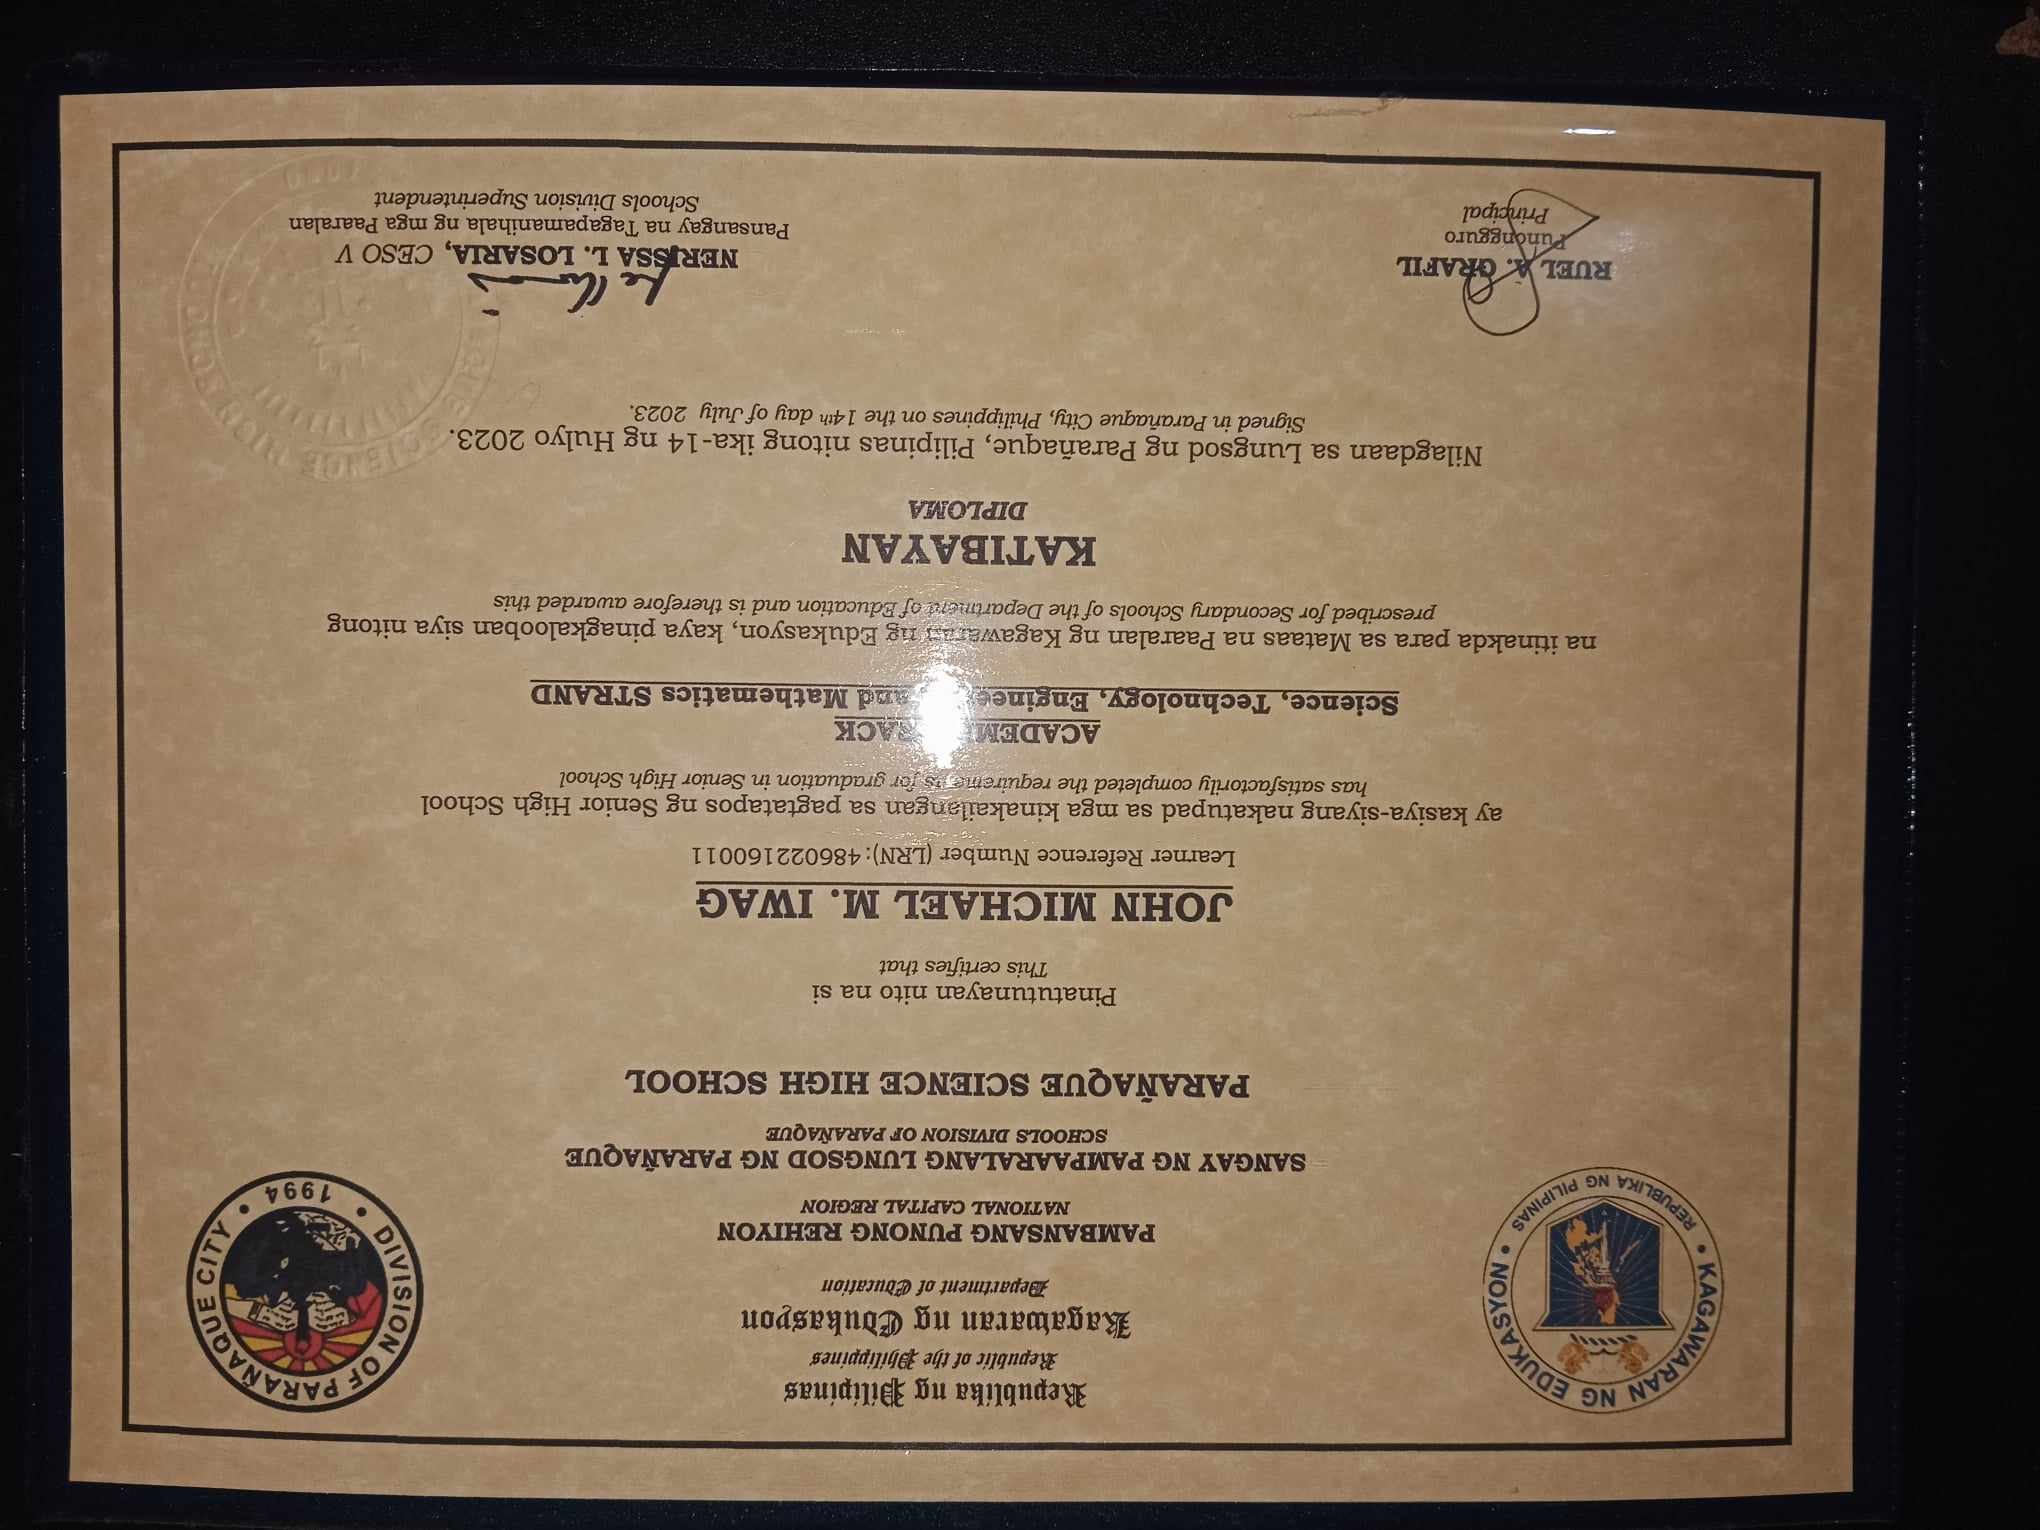 KAGAWARAN NG EDUKASYON
REPUBLIKA NG PILIPINAS
DIVISION OF PARAÑAQUE CITY
1994
Republika ng Pilipinas
Republic of the Philippines
Kagawaran ng Edukasyon
Department of Education
PAMBANSANG PUNONG REHIYON
NATIONAL CAPITAL REGION
SANGAY NG PAMPAARALANG LUNGSOD NG PARAÑAQUE
SCHOOLS DIVISION OF PARAÑAQUE
PARAÑAQUE SCIENCE HIGH SCHOOL
Pinatutunayan nito na si
This certifies that
JOHN MICHAEL M. IWAG
Learner Reference Number (LRN): 486022160011
ay kasiya-siyang nakatupad sa mga kinakailangan sa pagtatapos ng Senior High School
has satisfactorily completed the requirements for graduation in Senior High School
ACADEMIC TRACK
Science, Technology, Engineering and Mathematics STRAND
na itinakda para sa Mataas na Paaralan ng Kagawaran ng Edukasyon, kaya pinagkalooban siya nitong
prescribed for Secondary Schools of the Department of Education and is therefore awarded this
KATIBAYAN
DIPLOMA
Nilagdaan sa Lungsod ng Parañaque, Pilipinas nitong ika-14 ng Hulyo 2023.
Signed in Parañaque City, Philippines on the 14th day of July 2023.
RUEL A. GRAFIL
Punongguro
Principal
NERISSA L. LOSARIA, CESO V
Pansangay na Tagapamanihala ng mga Paaralan
Schools Division Superintendent